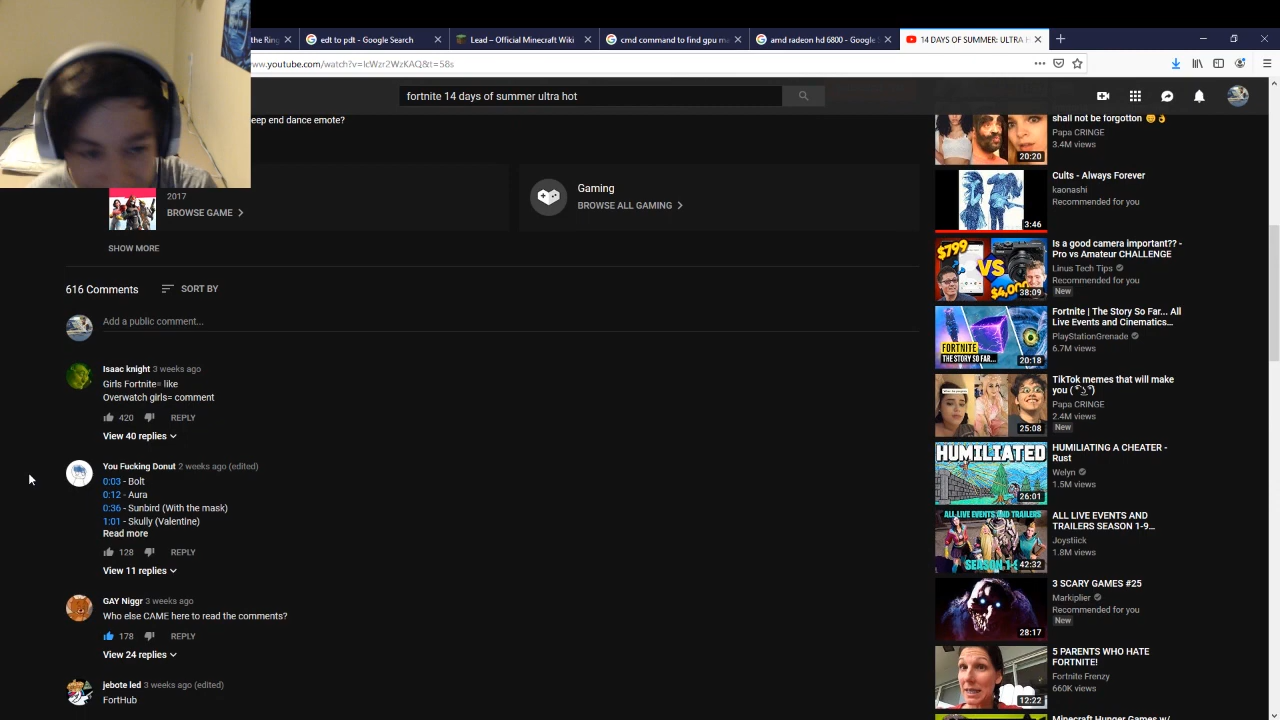 the Ring
edt to pdt - Google Search
Lead – Official Minecraft Wiki
cmd command to find gpu m
amd radeon hd 6800 - Google
14 DAYS OF SUMMER: ULTRA H
ww.youtube.com/watch?v=IcWzr2WzKAQ&t=58s
fortnite 14 days of summer ultra hot
eep end dance emote?
2017
BROWSE GAME
Gaming
BROWSE ALL GAMING
SHOW MORE
616 Comments
SORT BY
Add a public comment...
Isaac knight 3 weeks ago
Girls Fortnite= like
Overwatch girls= comment
420 REPLY
View 40 replies
You Fucking Donut 2 weeks ago (edited)
0:03 - Bolt
0:12 - Aura
0:36 - Sunbird (With the mask)
1:01 - Skully (Valentine)
Read more
128 REPLY
View 11 replies
GAY Niggr 3 weeks ago
Who else CAME here to read the comments?
178 REPLY
View 24 replies
jebote led 3 weeks ago (edited)
FortHub
shall not be forgotton 😊👌
Papa CRINGE
3.4M views
20:20
Cults - Always Forever
kaonashi
Recommended for you
3:46
Is a good camera important?? -
Pro vs Amateur CHALLENGE
Linus Tech Tips
Recommended for you
New
$799
VS
$4,000
38:09
Fortnite | The Story So Far... All
Live Events and Cinematics...
PlayStationGrenade
6.7M views
FORTNITE
THE STORY SO FAR...
20:18
TikTok memes that will make
you ( ͡° ͜ʖ ͡°)
Papa CRINGE
2.4M views
New
25:08
HUMILIATING A CHEATER -
Rust
Welyn
1.5M views
HUMILIATED
26:01
ALL LIVE EVENTS AND
TRAILERS SEASON 1-9...
Joystiick
1.8M views
ALL LIVE EVENTS AND TRAILERS
SEASON 1-
42:32
3 SCARY GAMES #25
Markiplier
Recommended for you
New
28:17
5 PARENTS WHO HATE
FORTNITE!
Fortnite Frenzy
660K views
12:22
Minecraft Hunger Games w/